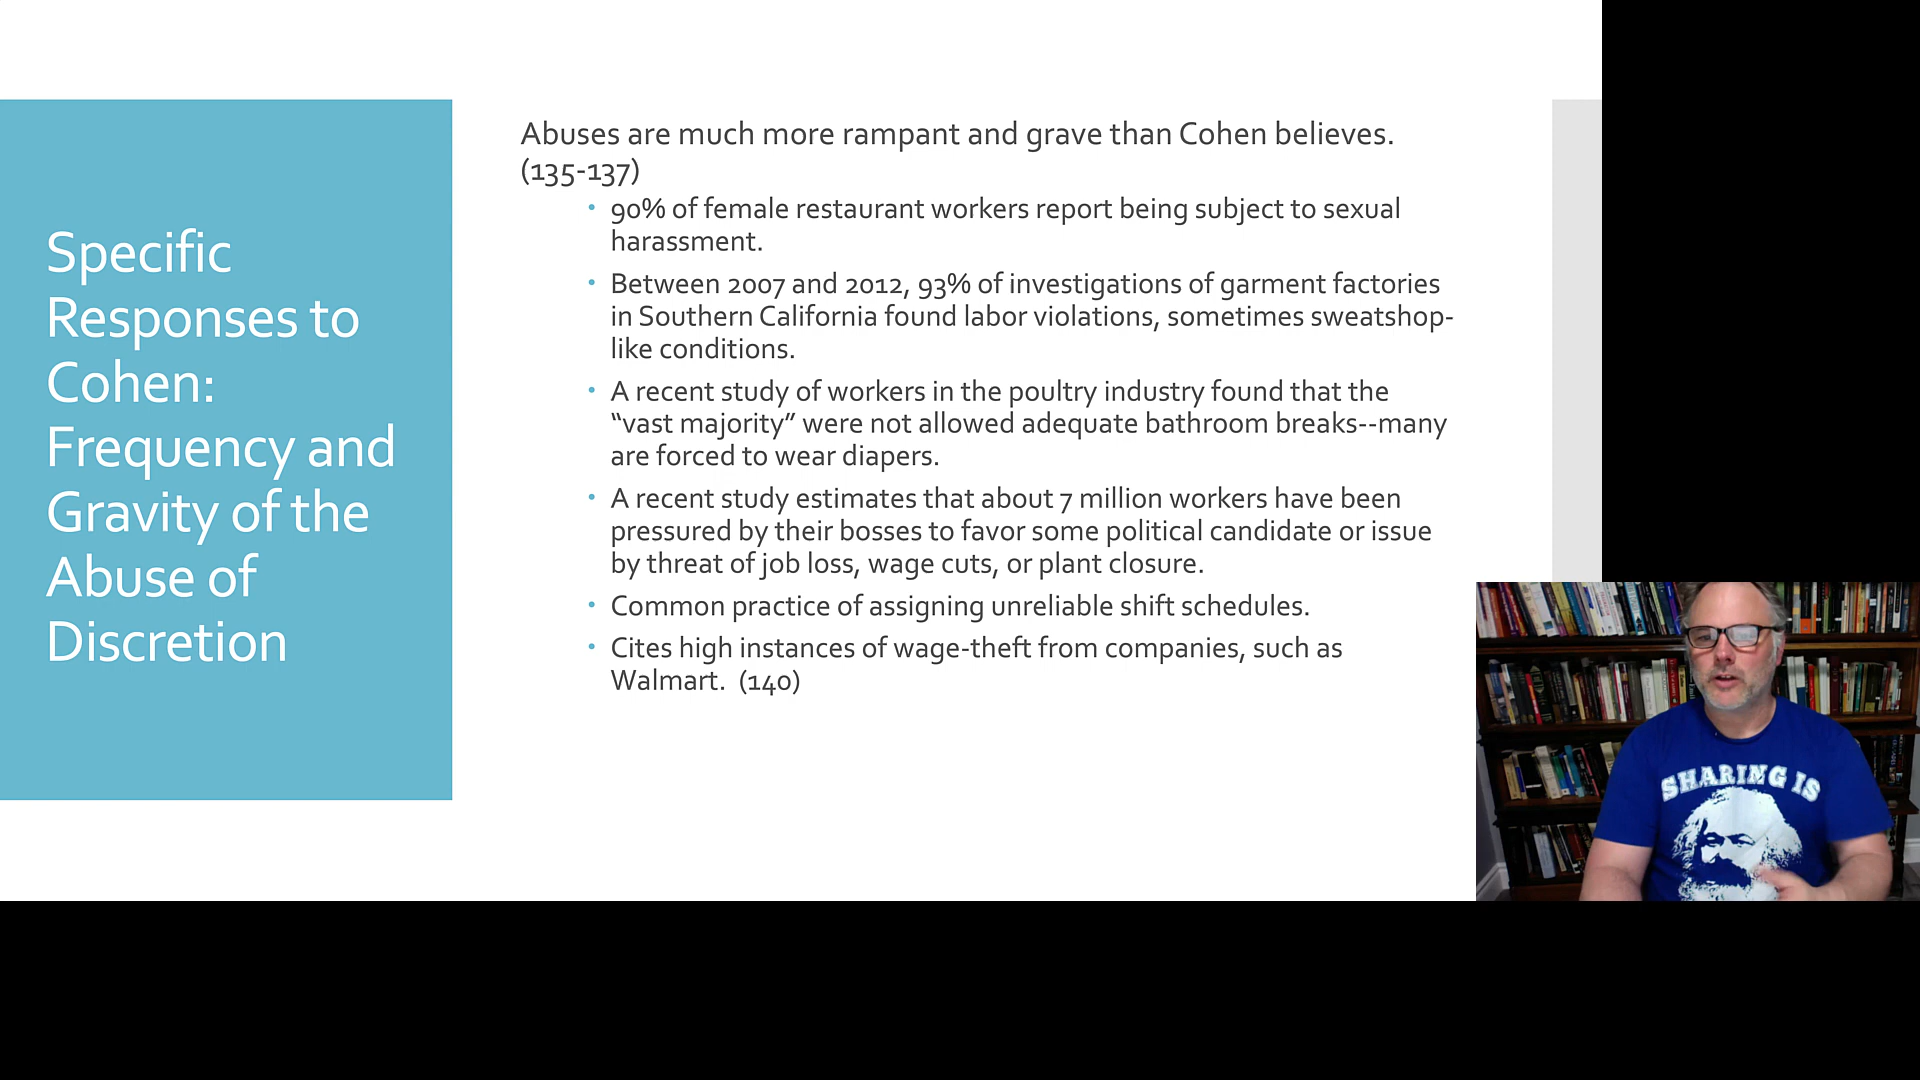 Specific
Responses to
Cohen:
Frequency and
Gravity of the
Abuse of
Discretion
Abuses are much more rampant and grave than Cohen believes.
(135-137)
• 90% of female restaurant workers report being subject to sexual
harassment.
• Between 2007 and 2012, 93% of investigations of garment factories
in Southern California found labor violations, sometimes sweatshop-
like conditions.
• A recent study of workers in the poultry industry found that the
“vast majority” were not allowed adequate bathroom breaks--many
are forced to wear diapers.
• A recent study estimates that about 7 million workers have been
pressured by their bosses to favor some political candidate or issue
by threat of job loss, wage cuts, or plant closure.
• Common practice of assigning unreliable shift schedules.
• Cites high instances of wage-theft from companies, such as
Walmart. (140)
SHARING IS